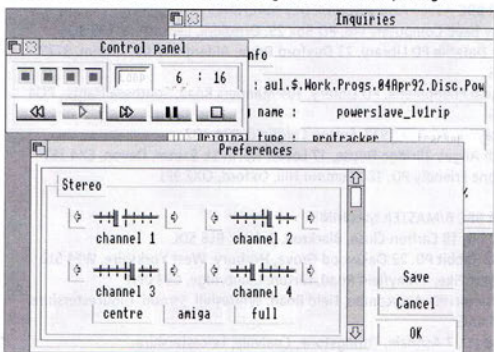 Inquiries
Control panel
nfo
6 : 16
: aul.$.Work.Progs.04Apr92.Disc.Pow
name : powerslave_lv1rip
Original type : protracker
Preferences
Stereo
channel 1 channel 2
channel 3 channel 4
centre amiga full
Save
Cancel
OK